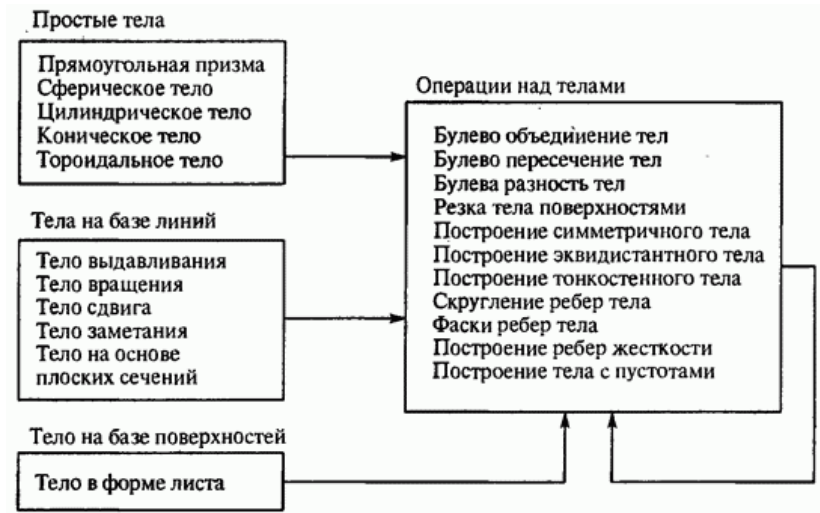 Простые тела
Прямоугольная призма
Сферическое тело
Цилиндрическое тело
Коническое тело
Тороидальное тело
Тела на базе линий
Тело выдавливания
Тело вращения
Тело сдвига
Тело заметания
Тело на основе
плоских сечений
Тело на базе поверхностей
Тело в форме листа
Операции над телами
Булево объединение тел
Булево пересечение тел
Булева разность тел
Резка тела поверхностями
Построение симметричного тела
Построение эквидистантного тела
Построение тонкостенного тела
Скругление ребер тела
Фаски ребер тела
Построение ребер жесткости
Построение тела с пустотами